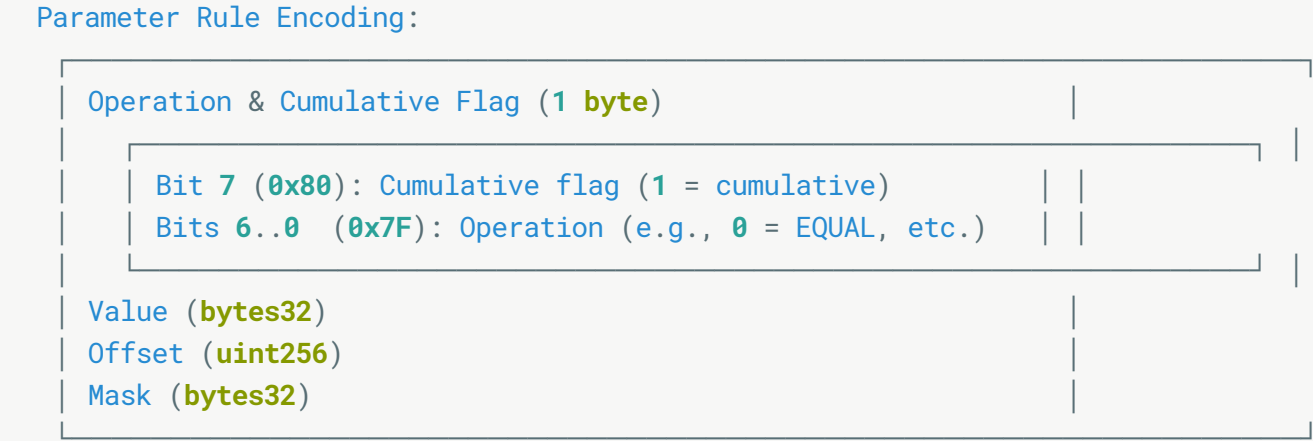 Parameter Rule Encoding:
Operation & Cumulative Flag (1 byte)
Bit 7 (0x80): Cumulative flag (1 = cumulative)
Bits 6..0  (0x7F): Operation (e.g., 0 = EQUAL, etc.)
Value (bytes32)
Offset (uint256)
Mask (bytes32)